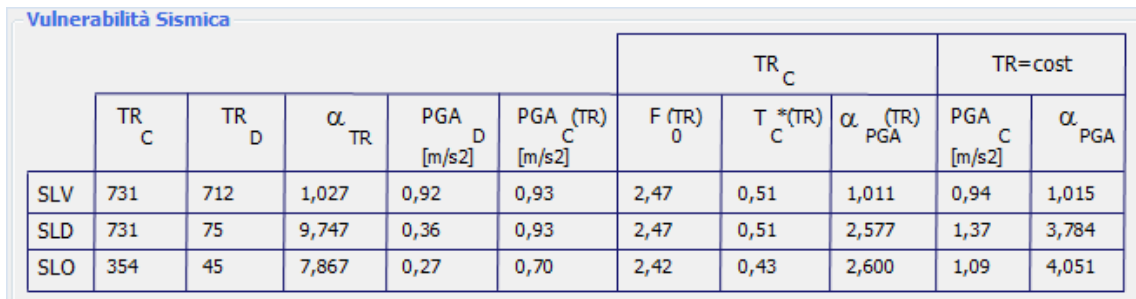 Vulnerabilità Sismica
TR C TR=cost
TR C TR D α TR PGA D [m/s2] PGA C (TR) [m/s2] F 0 (TR) T C *(TR) α PGA (TR) PGA C [m/s2] α PGA
SLV 731 712 1,027 0,92 0,93 2,47 0,51 1,011 0,94 1,015
SLD 731 75 9,747 0,36 0,93 2,47 0,51 2,577 1,37 3,784
SLO 354 45 7,867 0,27 0,70 2,42 0,43 2,600 1,09 4,051